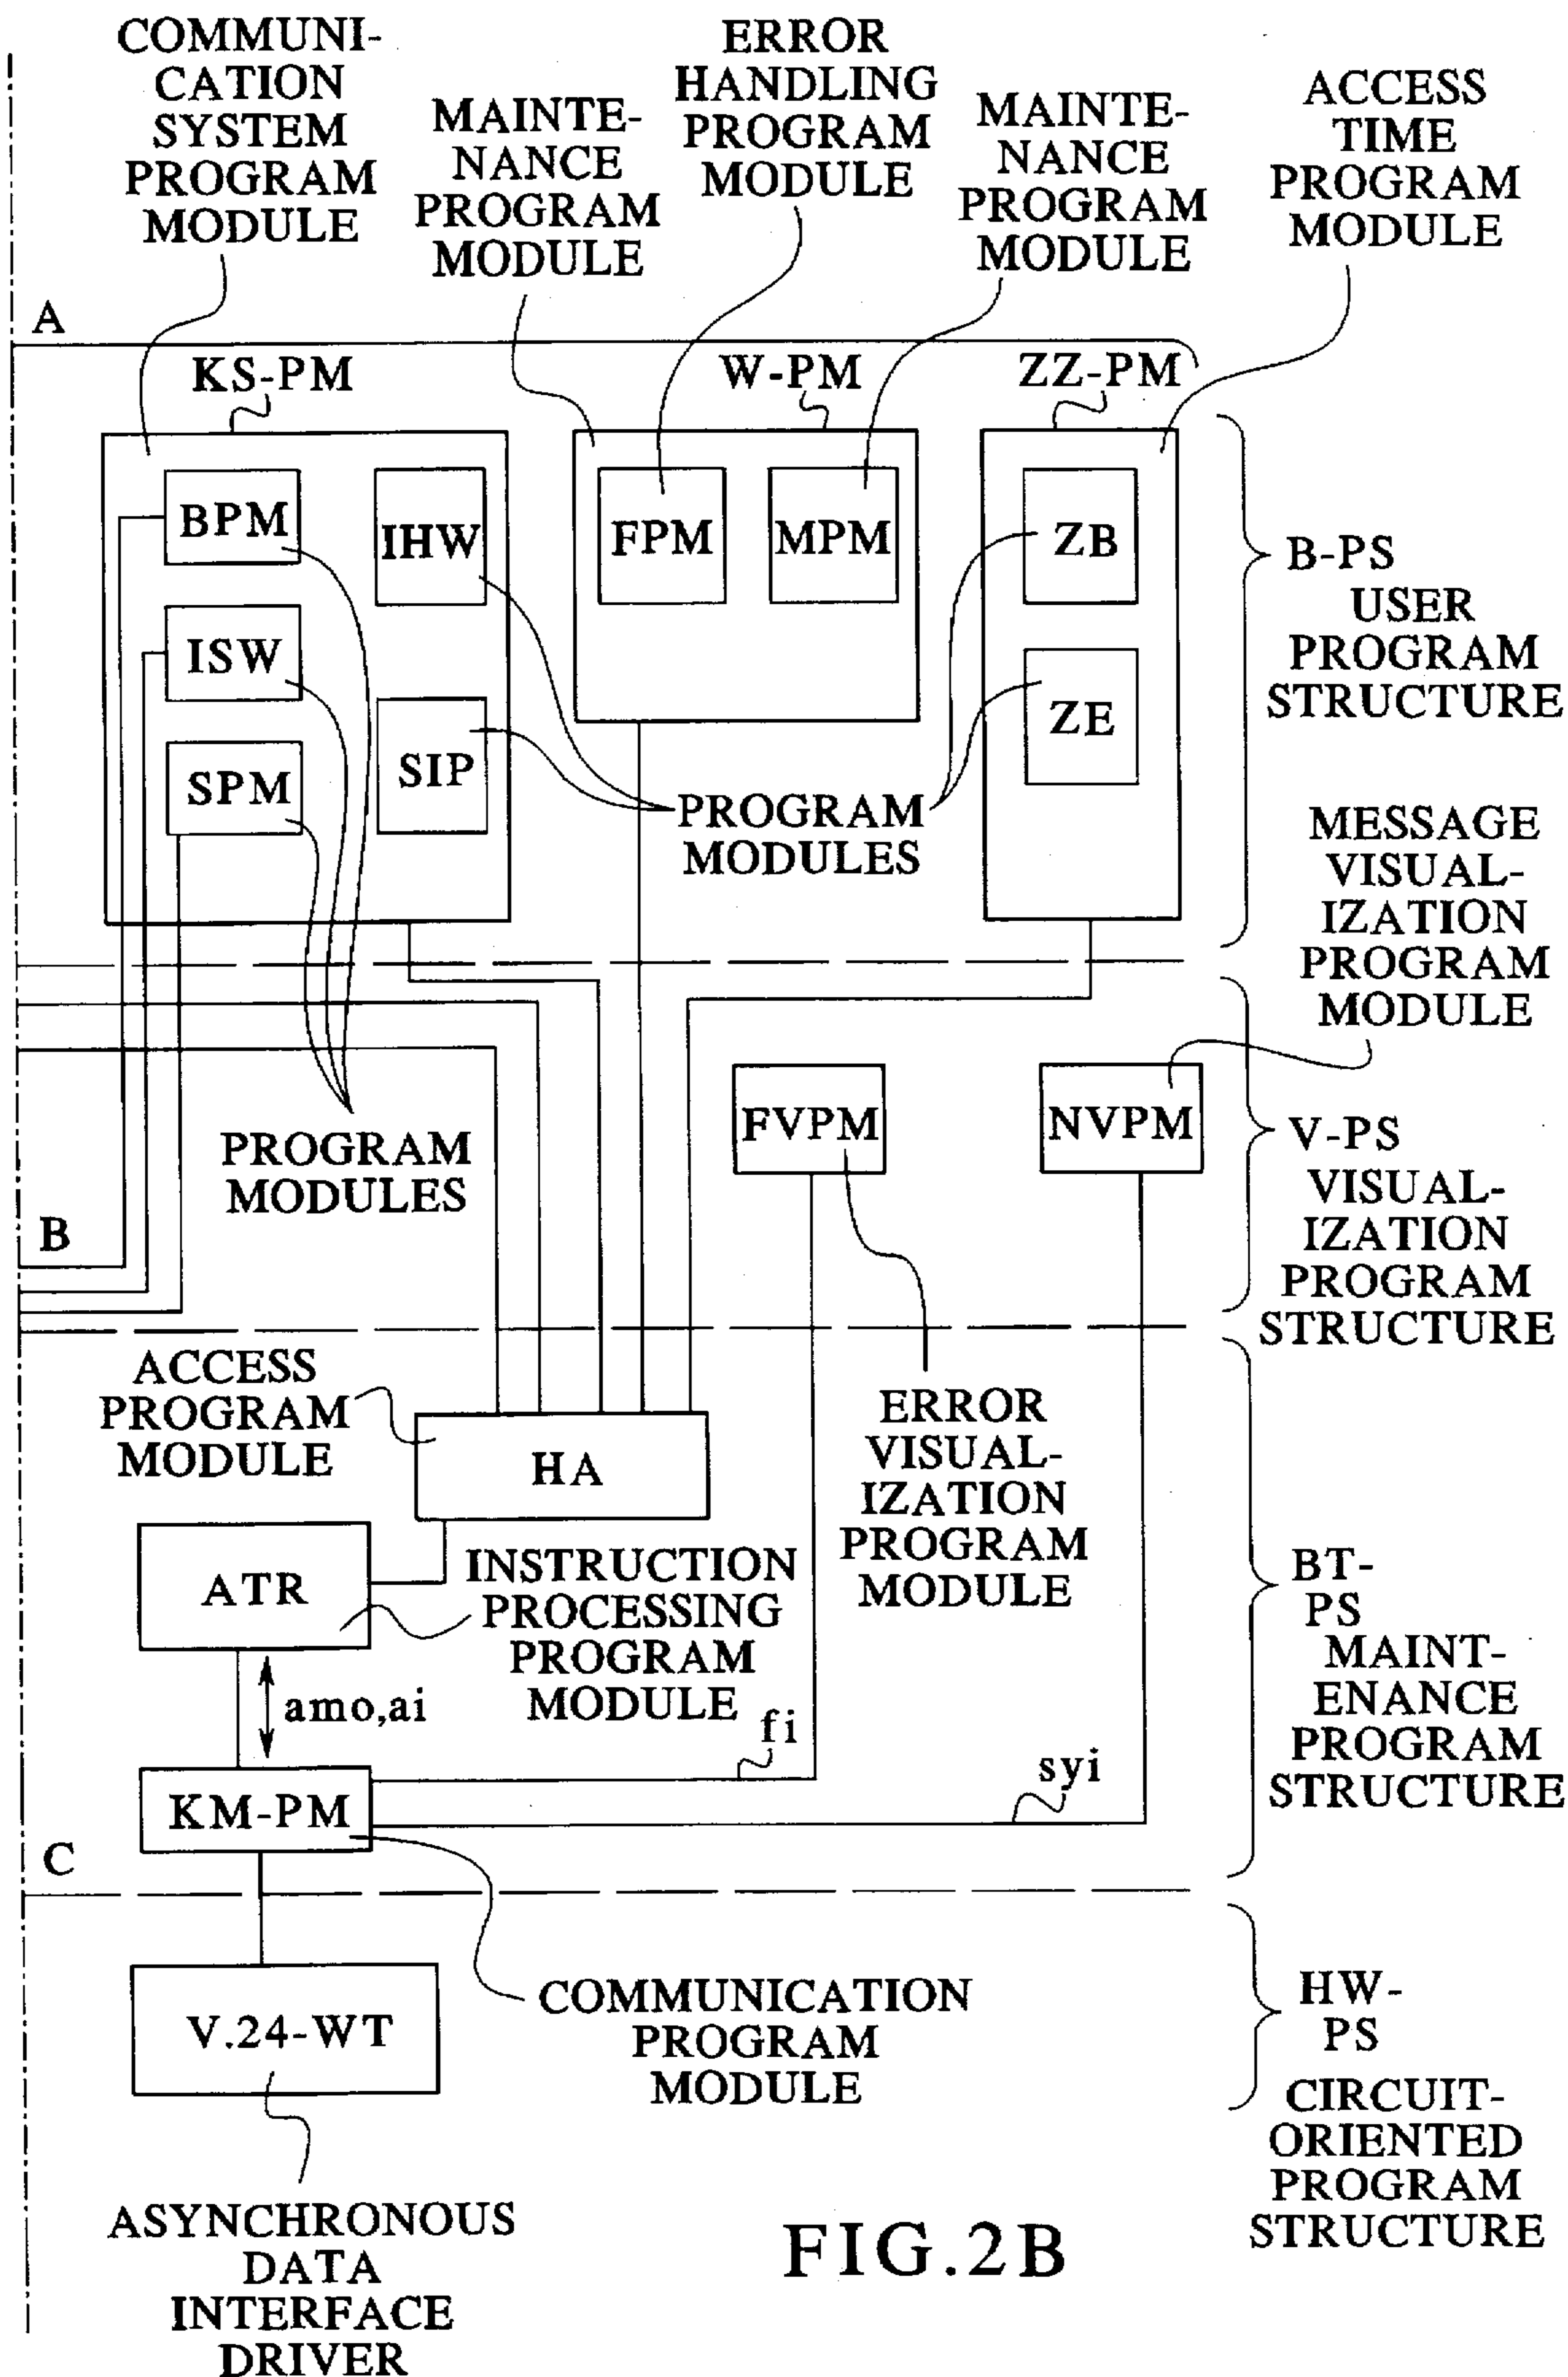 COMMUNI-
CATION
SYSTEM
PROGRAM
MODULE
MAINTE-
NANCE
PROGRAM
MODULE
ERROR
HANDLING
PROGRAM
MODULE
MAINTE-
NANCE
PROGRAM
MODULE
ACCESS
TIME
PROGRAM
MODULE
A
KS-PM
W-PM
ZZ-PM
BPM
IHW
FPM
MPM
ZB
ISW
ZE
SPM
SIP
PROGRAM
MODULES
B-PS
USER
PROGRAM
STRUCTURE
MESSAGE
VISUAL-
IZATION
PROGRAM
MODULE
FVPM
NVPM
PROGRAM
MODULES
B
V-PS
VISUAL-
IZATION
PROGRAM
STRUCTURE
ACCESS
PROGRAM
MODULE
HA
ERROR
VISUAL-
IZATION
PROGRAM
MODULE
ATR
INSTRUCTION
PROCESSING
PROGRAM
MODULE
amo,ai
fi
syi
KM-PM
C
BT-
PS
MAINT-
ENANCE
PROGRAM
STRUCTURE
V.24-WT
COMMUNICATION
PROGRAM
MODULE
HW-
PS
CIRCUIT-
ORIENTED
PROGRAM
STRUCTURE
ASYNCHRONOUS
DATA
INTERFACE
DRIVER
FIG.2B